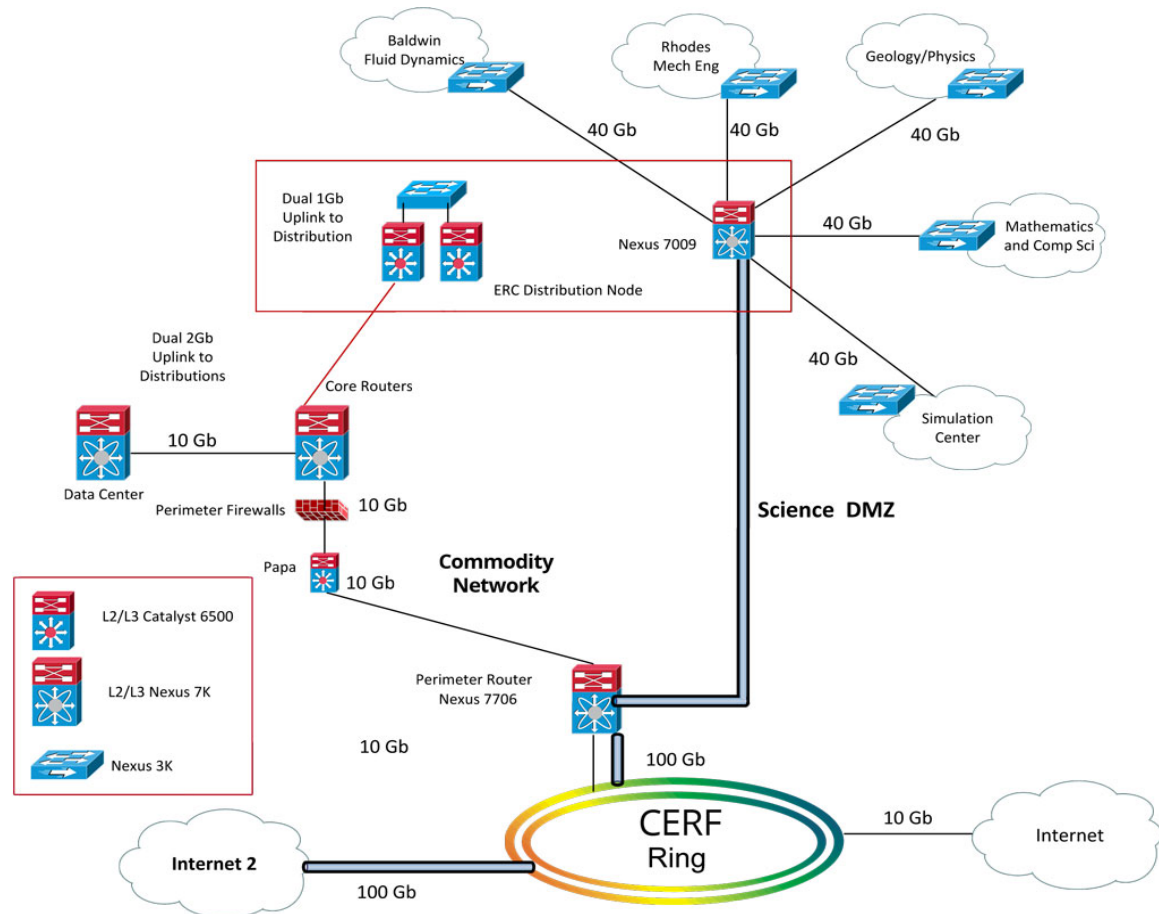 Baldwin
Fluid Dynamics
Rhodes
Mech Eng
Geology/Physics
40 Gb
40 Gb
40 Gb
Dual 1Gb
Uplink to
Distribution
Nexus 7009
40 Gb
Mathematics
and Comp Sci
ERC Distribution Node
Dual 2Gb
Uplink to
Distributions
40 Gb
Core Routers
Simulation
Center
10 Gb
Data Center
Perimeter Firewalls
10 Gb
Science DMZ
Papa
10 Gb
Commodity
Network
L2/L3 Catalyst 6500
L2/L3 Nexus 7K
Nexus 3K
Perimeter Router
Nexus 7706
10 Gb
100 Gb
CERF
Ring
10 Gb
Internet
Internet 2
100 Gb